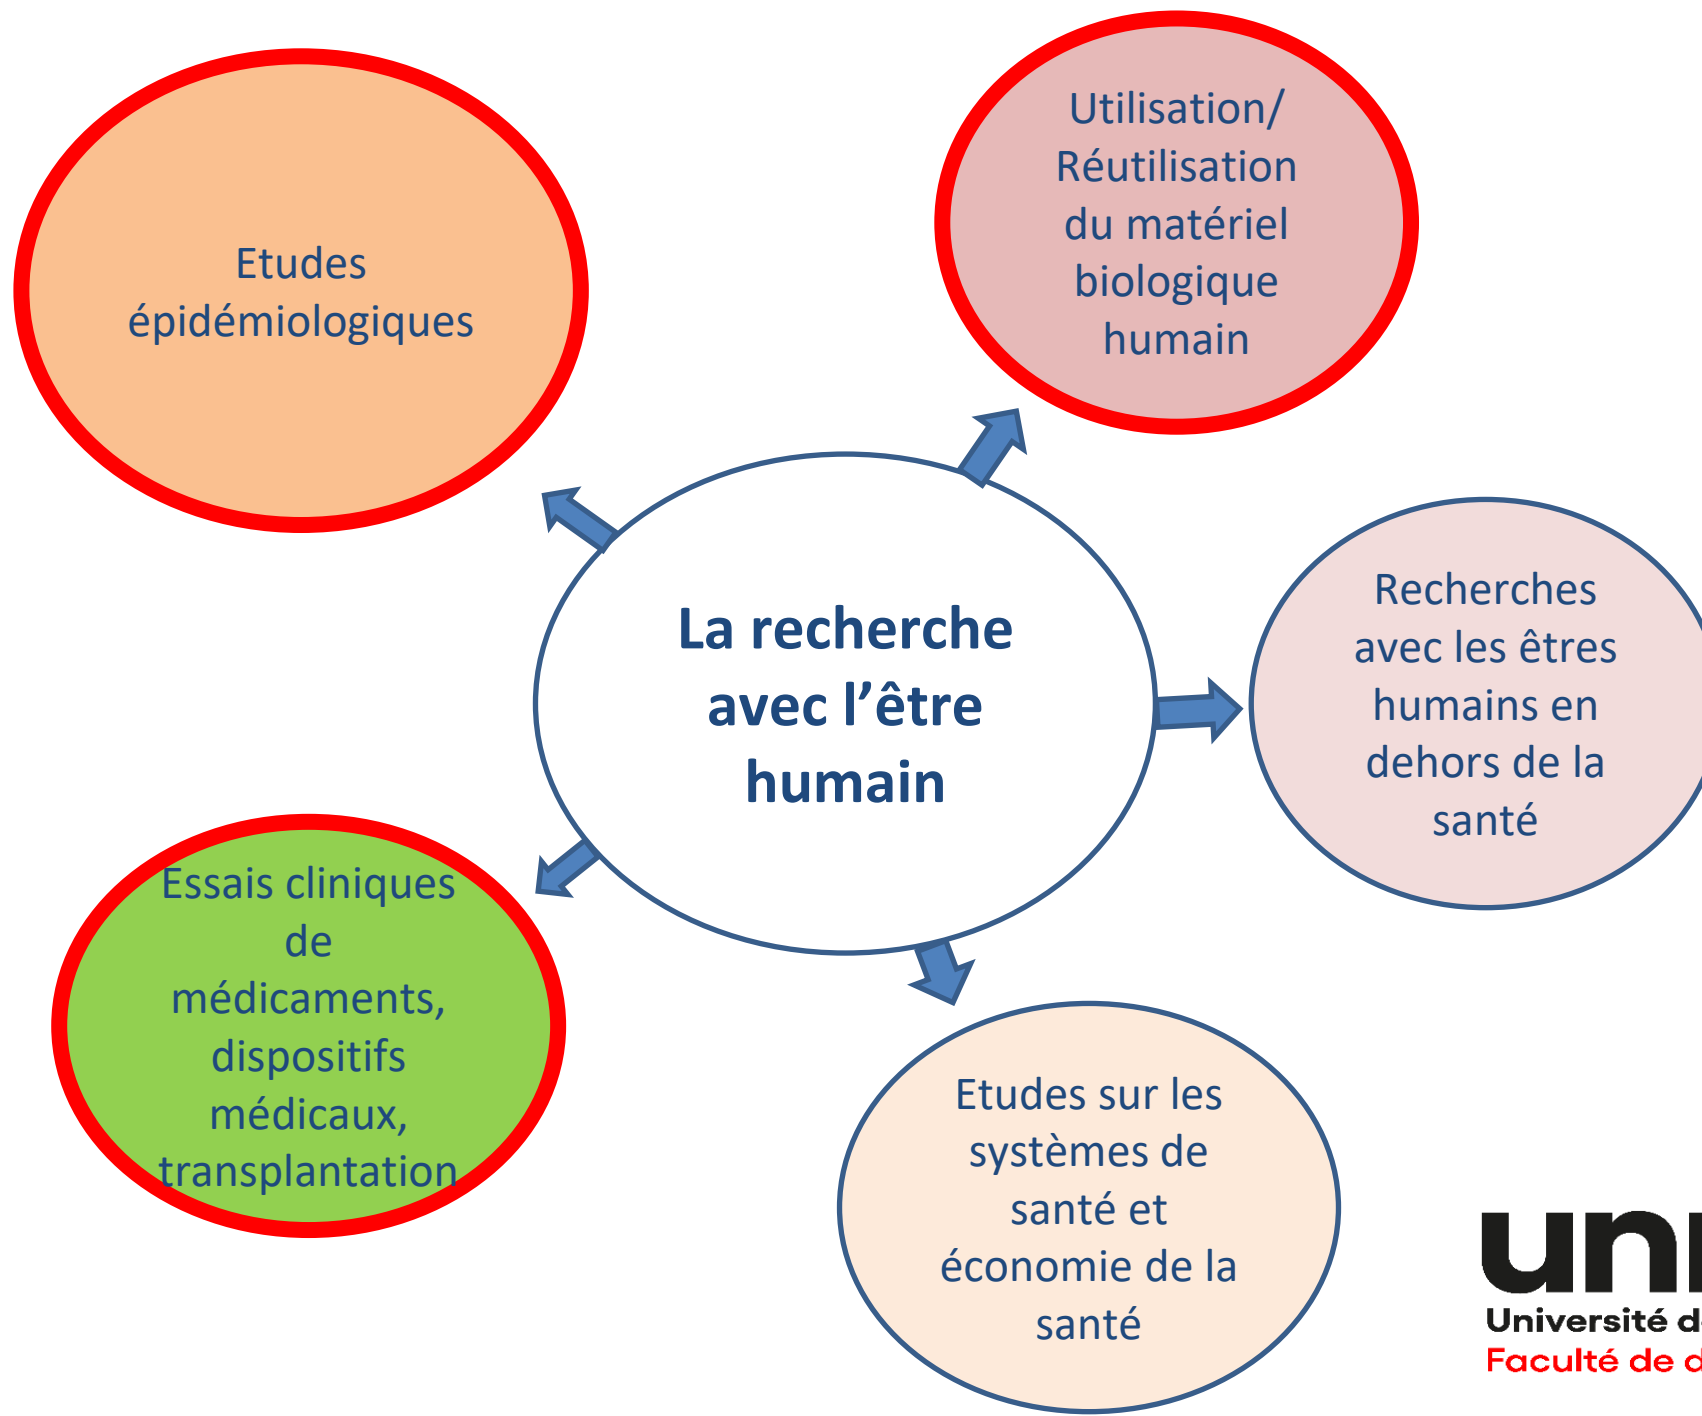 Etudes
épidémiologiques
Utilisation/
Réutilisation
du matériel
biologique
humain
La recherche
avec l’être
humain
Recherches
avec les êtres
humains en
dehors de la
santé
Essais cliniques
de
médicaments,
dispositifs
médicaux,
transplantation
Etudes sur les
systèmes de
santé et
économie de la
santé
Université
Faculté de